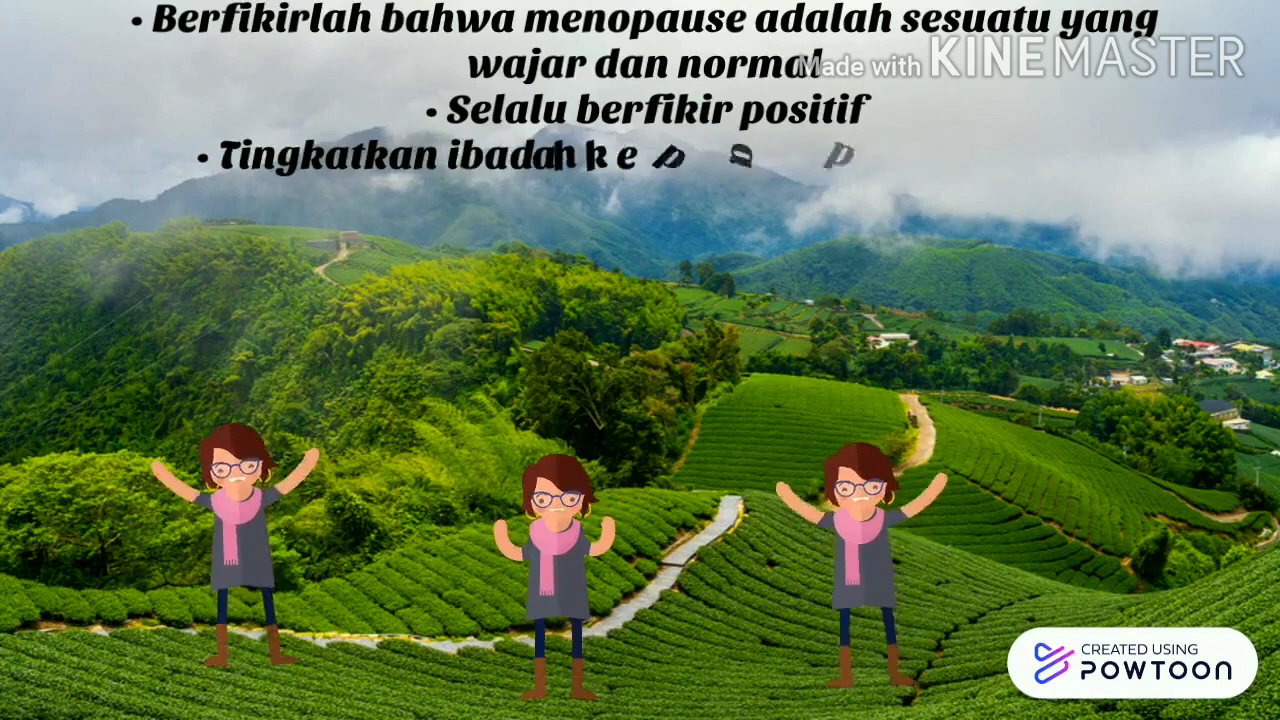 • Berfikirlah bahwa menopause adalah sesuatu yang
wajar dan normal
Made with KINEMASTER
• Selalu berfikir positif
• Tingkatkan ibadah kepa p
CREATED USING
POWTOON